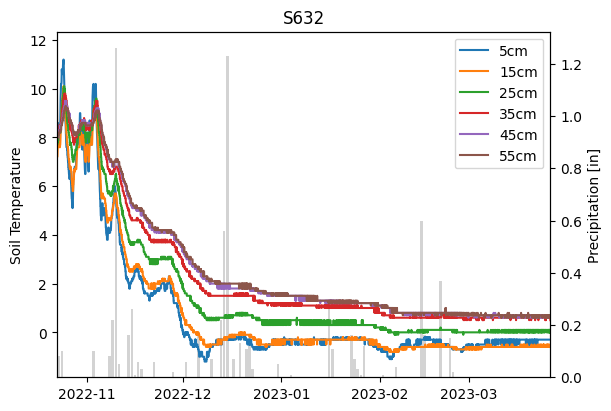 S632
12
10
8
6
4
2
0
Soil Temperature
5cm
15cm
25cm
35cm
45cm
55cm
1.2
1.0
0.8
0.6
0.4
0.2
0.0
Precipitation [in]
2022-11
2022-12
2023-01
2023-02
2023-03